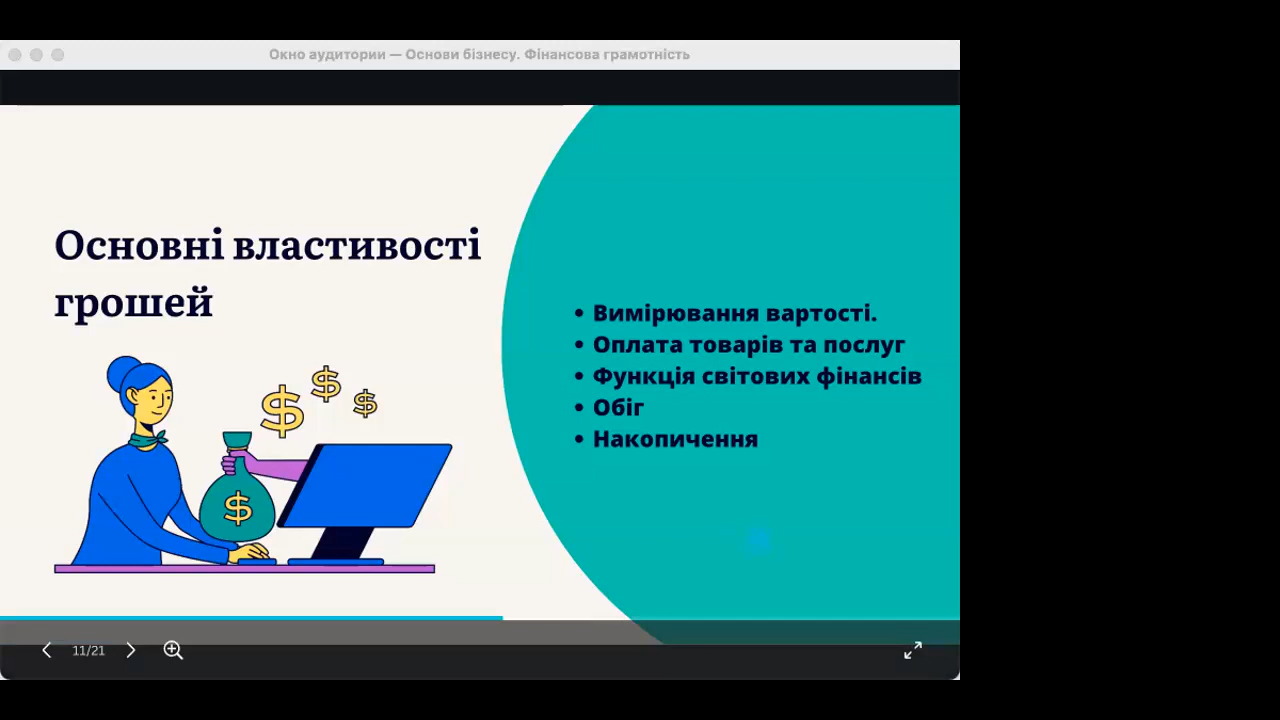 Окно аудитории — Основи бізнесу. Фінансова грамотність
Основні властивості
грошей
• Вимірювання вартості.
• Оплата товарів та послуг
• Функція світових фінансів
• Обіг
• Накопичення
$ $ $
$
11/21